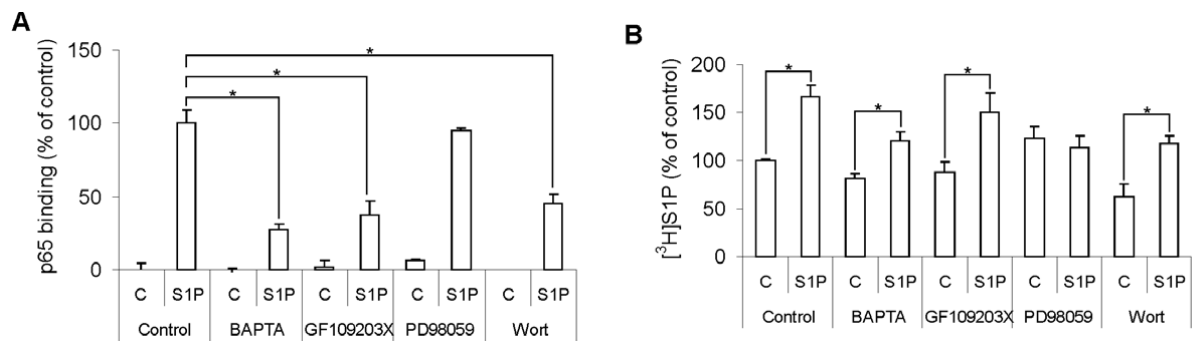 A
p65 binding (% of control)
150
100
50
0
*
*
*
C S1P C S1P C S1P C S1P C S1P
Control BAPTA GF109203X PD98059 Wort
B
[³H]S1P (% of control)
200
150
100
50
0
*
*
*
*
C S1P C S1P C S1P C S1P C S1P
Control BAPTA GF109203X PD98059 Wort